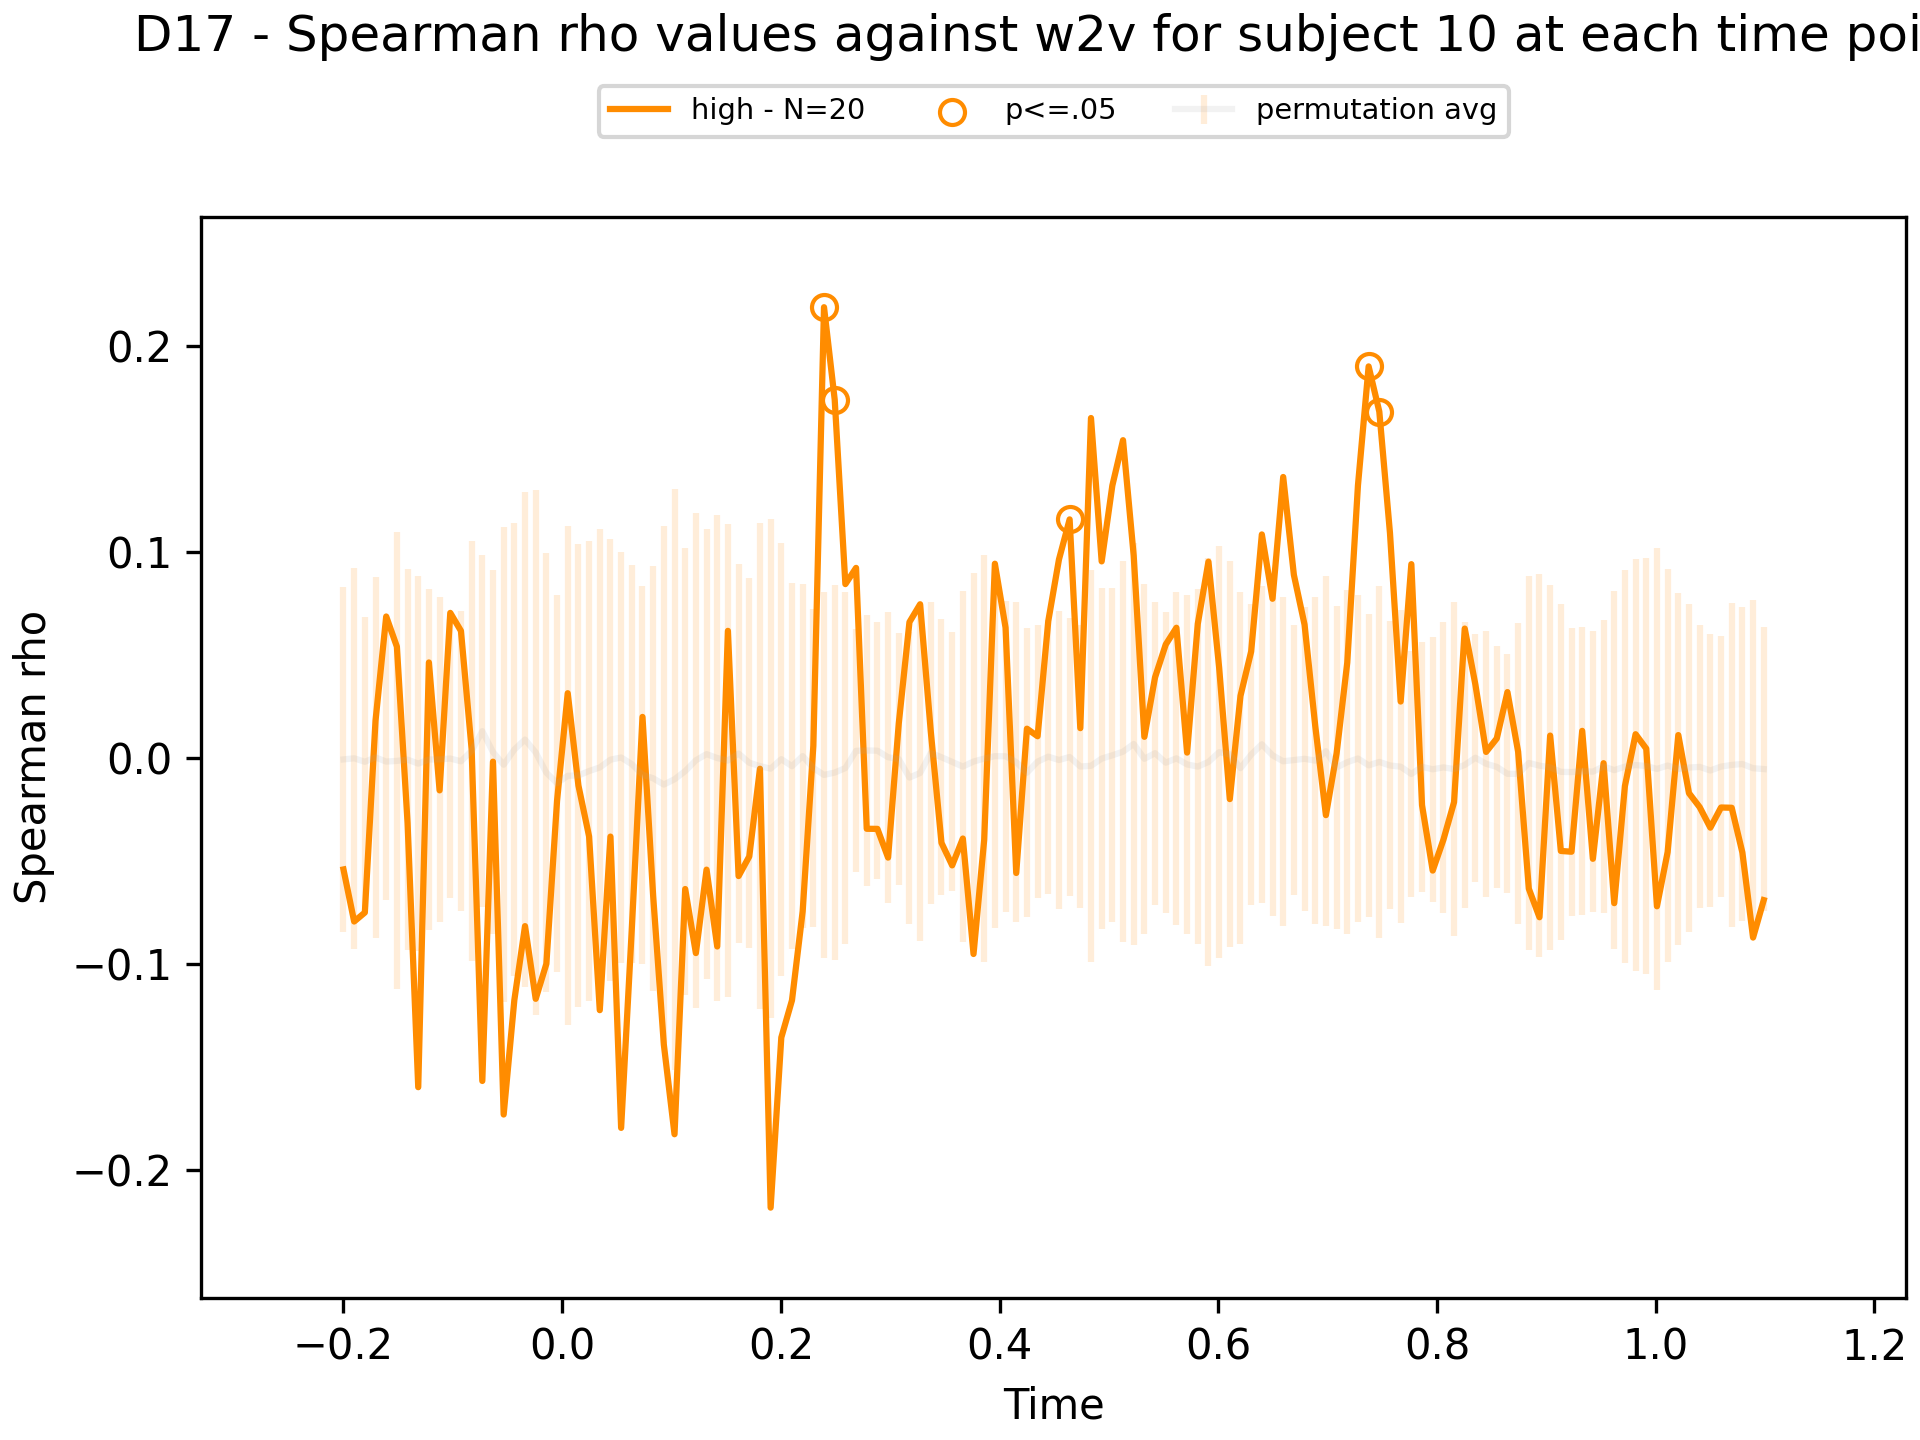 D17 - Spearman rho values against w2v for subject 10 at each time poi
high - N=20 p<=.05 permutation avg
Spearman rho
0.2
0.1
0.0
−0.1
−0.2
−0.2 0.0 0.2 0.4 0.6 0.8 1.0 1.2
Time